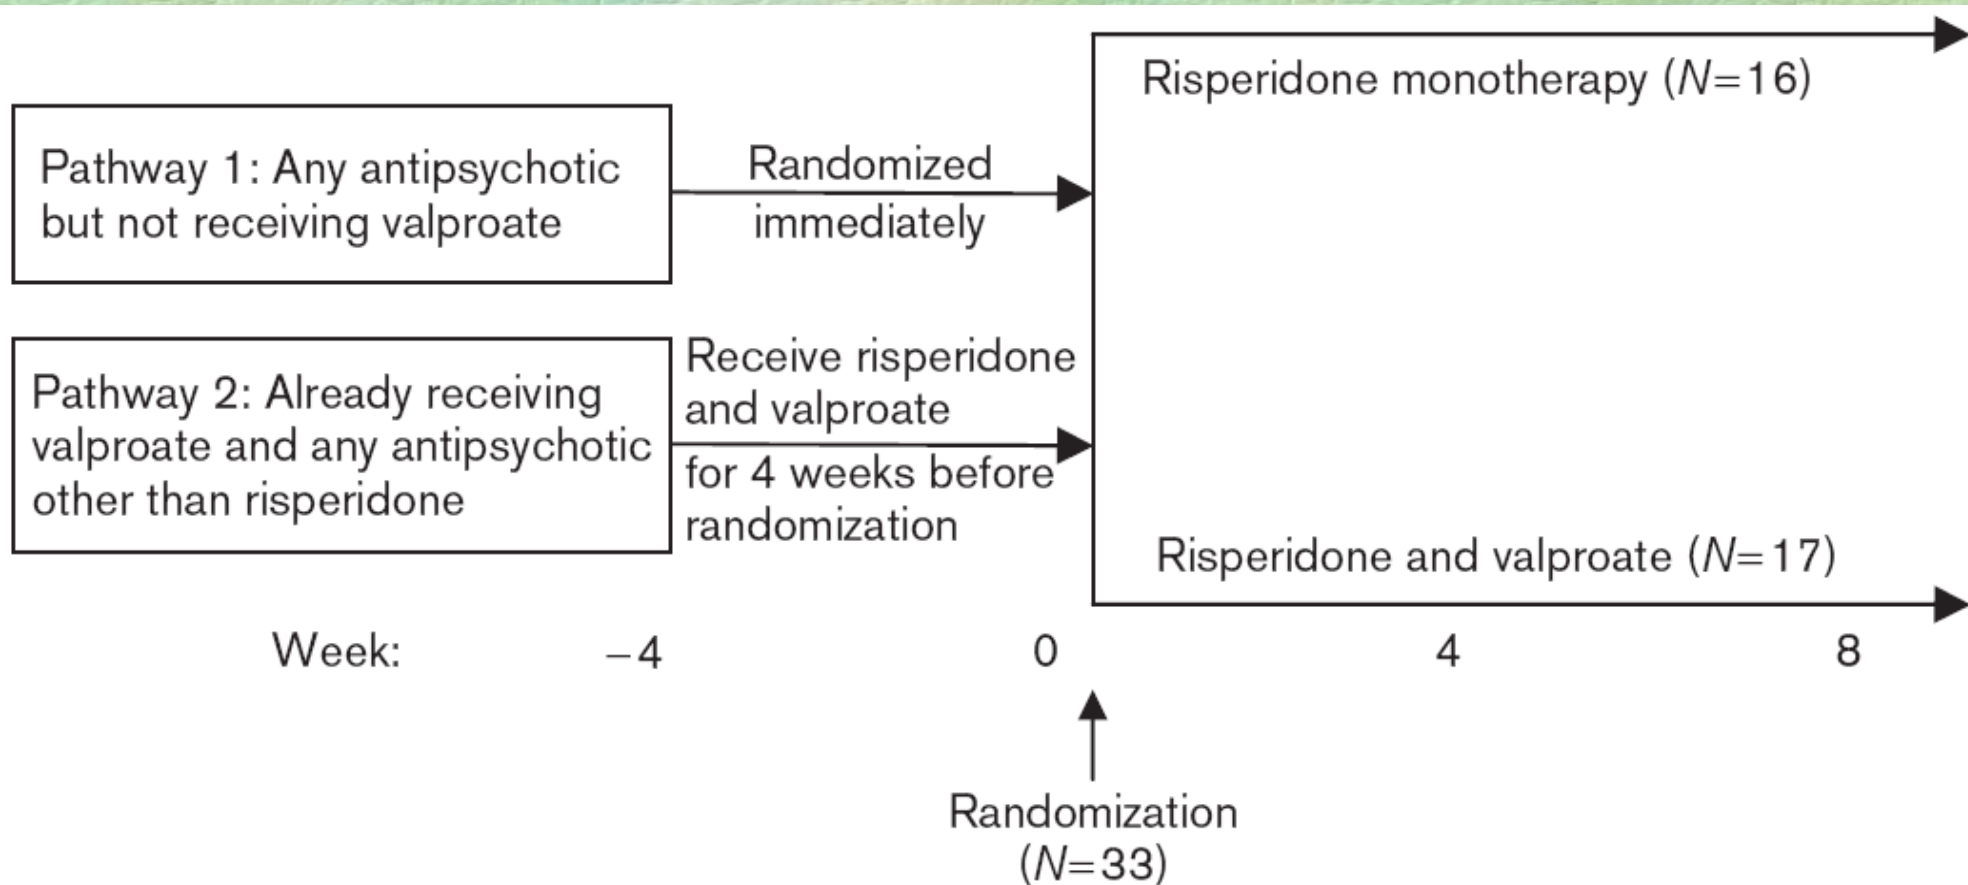 Risperidone monotherapy (N=16)
Pathway 1: Any antipsychotic
but not receiving valproate
Randomized
immediately
Pathway 2: Already receiving
valproate and any antipsychotic
other than risperidone
Receive risperidone
and valproate
for 4 weeks before
randomization
Risperidone and valproate (N=17)
Week: −4 0 4 8
Randomization
(N=33)